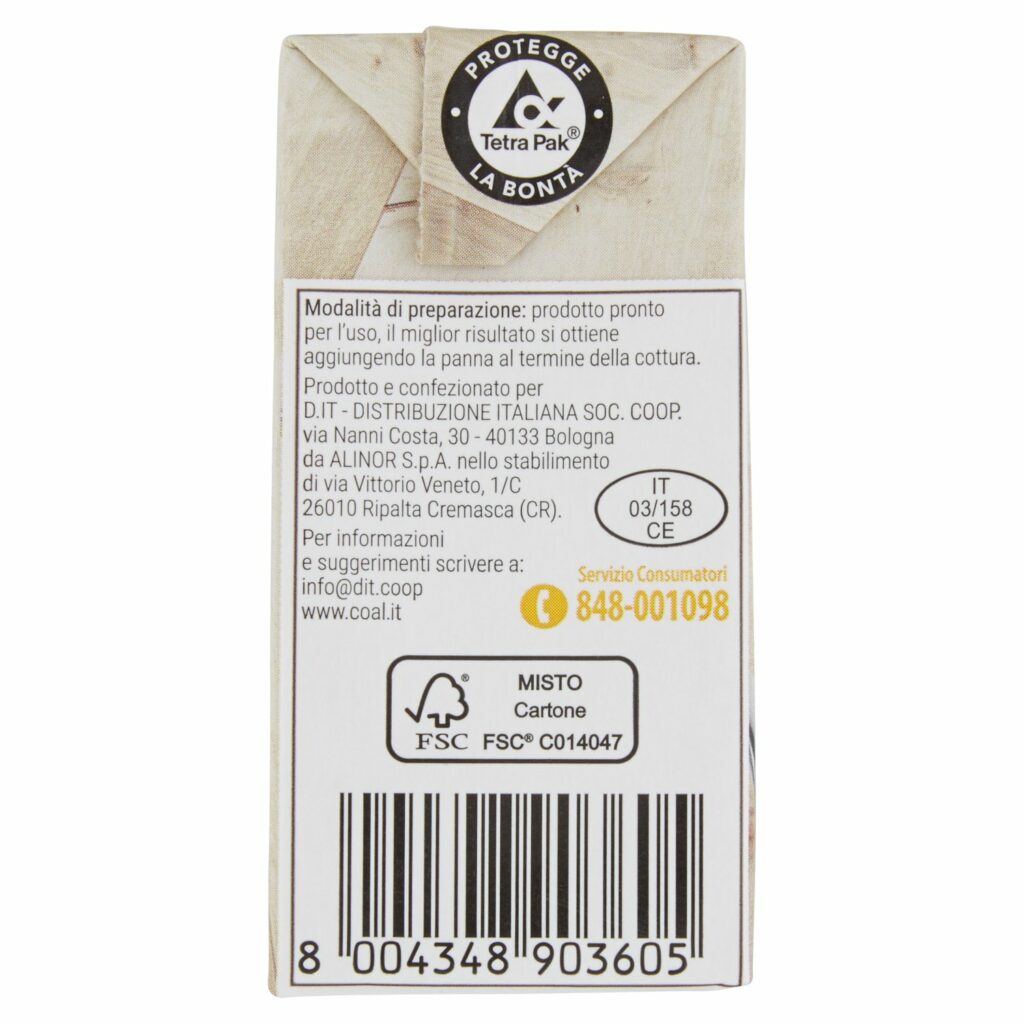 PROTEGGE
Tetra Pak®
LA BONTÀ
Modalità di preparazione: prodotto pronto
per l'uso, il miglior risultato si ottiene
aggiungendo la panna al termine della cottura.
Prodotto e confezionato per
D.IT - DISTRIBUZIONE ITALIANA SOC. COOP.
via Nanni Costa, 30 - 40133 Bologna
da ALINOR S.p.A. nello stabilimento
di via Vittorio Veneto, 1/C
26010 Ripalta Cremasca (CR).
IT
03/158
CE
Per informazioni
e suggerimenti scrivere a:
info@dit.coop
www.coal.it
Servizio Consumatori
848-001098
MISTO
Cartone
FSC® C014047
® FSC
8 004348 903605